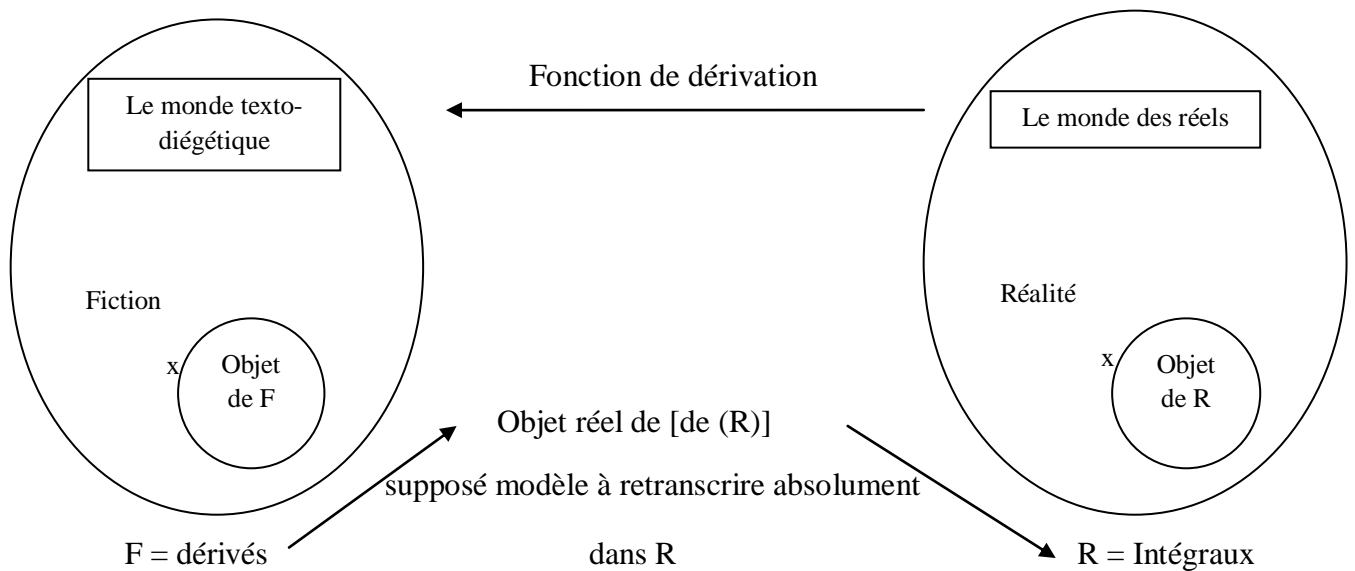 Fonction de dérivation
Le monde texto-
diégétique
Le monde des réels
Fiction
Réalité
x
Objet
de F
x
Objet
de R
Objet réel de [de (R)]
supposé modèle à retranscrire absolument
dans R
F = dérivés
R = Intégraux